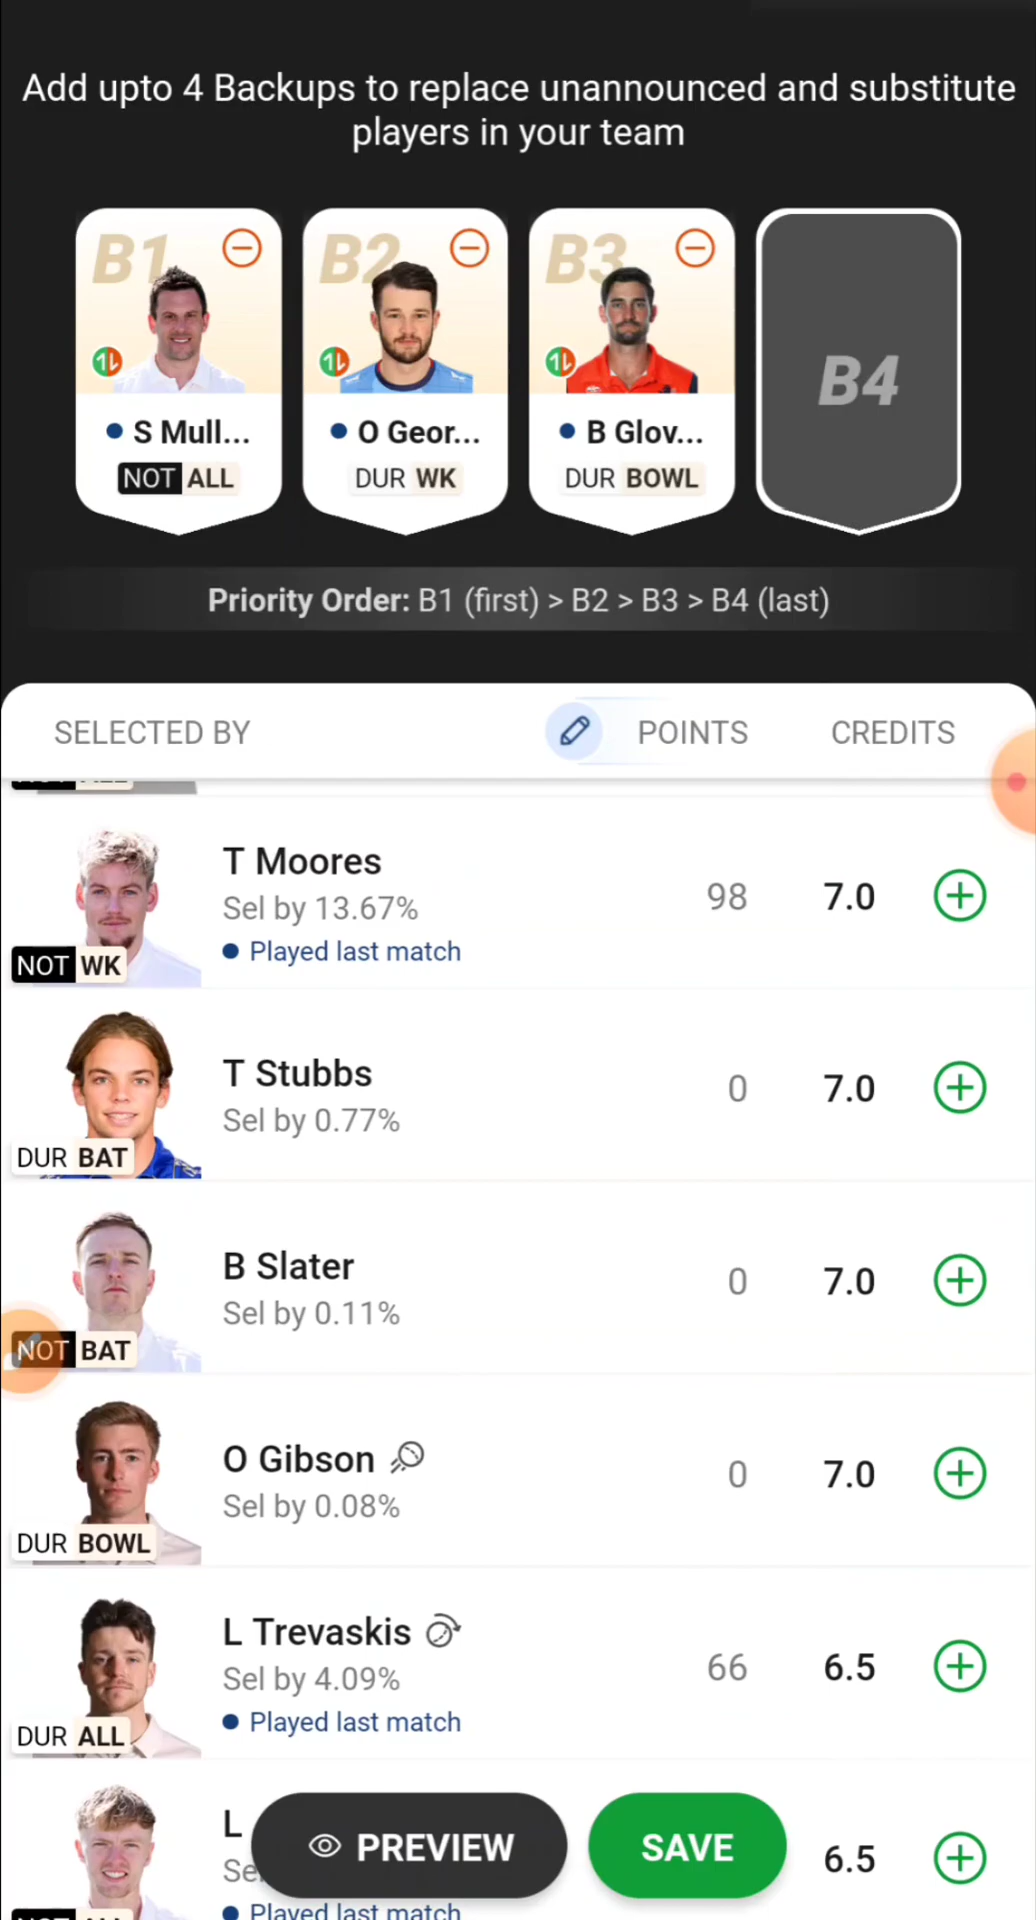 Add upto 4 Backups to replace unannounced and substitute
players in your team
B1 B2 B3
B4
S Mull... O Geor... B Glov...
NOT ALL DUR WK DUR BOWL
Priority Order: B1 (first) > B2 > B3 > B4 (last)
SELECTED BY POINTS CREDITS
T Moores
Sel by 13.67% 98 7.0
Played last match
NOT WK
T Stubbs
Sel by 0.77% 0 7.0
DUR BAT
B Slater
Sel by 0.11% 0 7.0
NOT BAT
O Gibson
Sel by 0.08% 0 7.0
DUR BOWL
L Trevaskis
Sel by 4.09% 66 6.5
Played last match
DUR ALL
L
PREVIEW SAVE 6.5
Played last match